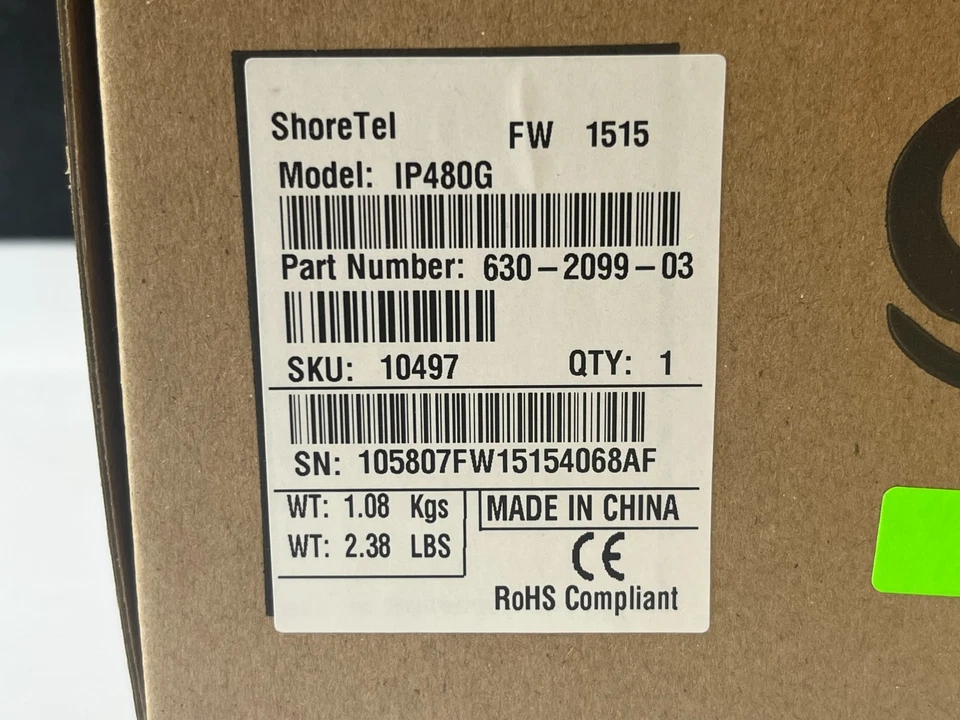 ShoreTel FW 1515
Model: IP480G
Part Number: 630-2099-03
SKU: 10497 QTY: 1
SN: 105807FW15154068AF
WT: 1.08 Kgs MADE IN CHINA
WT: 2.38 LBS CE
RoHS Compliant